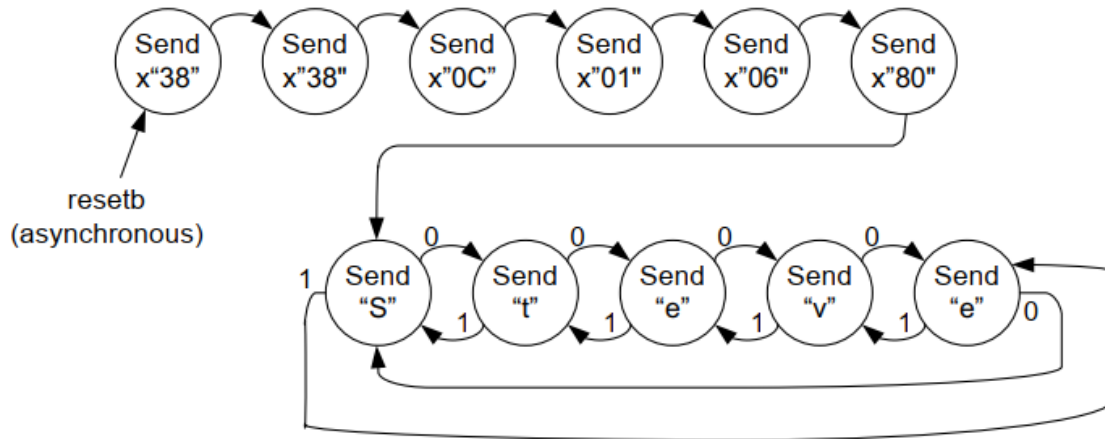 Send Send Send Send Send Send
x“38” x”38" x”0C” x”01" x”06" x”80"
resetb
(asynchronous)
0 0 0 0
1 Send Send Send Send Send
“S” “t” “e” “v” “e” 0
1 1 1 1